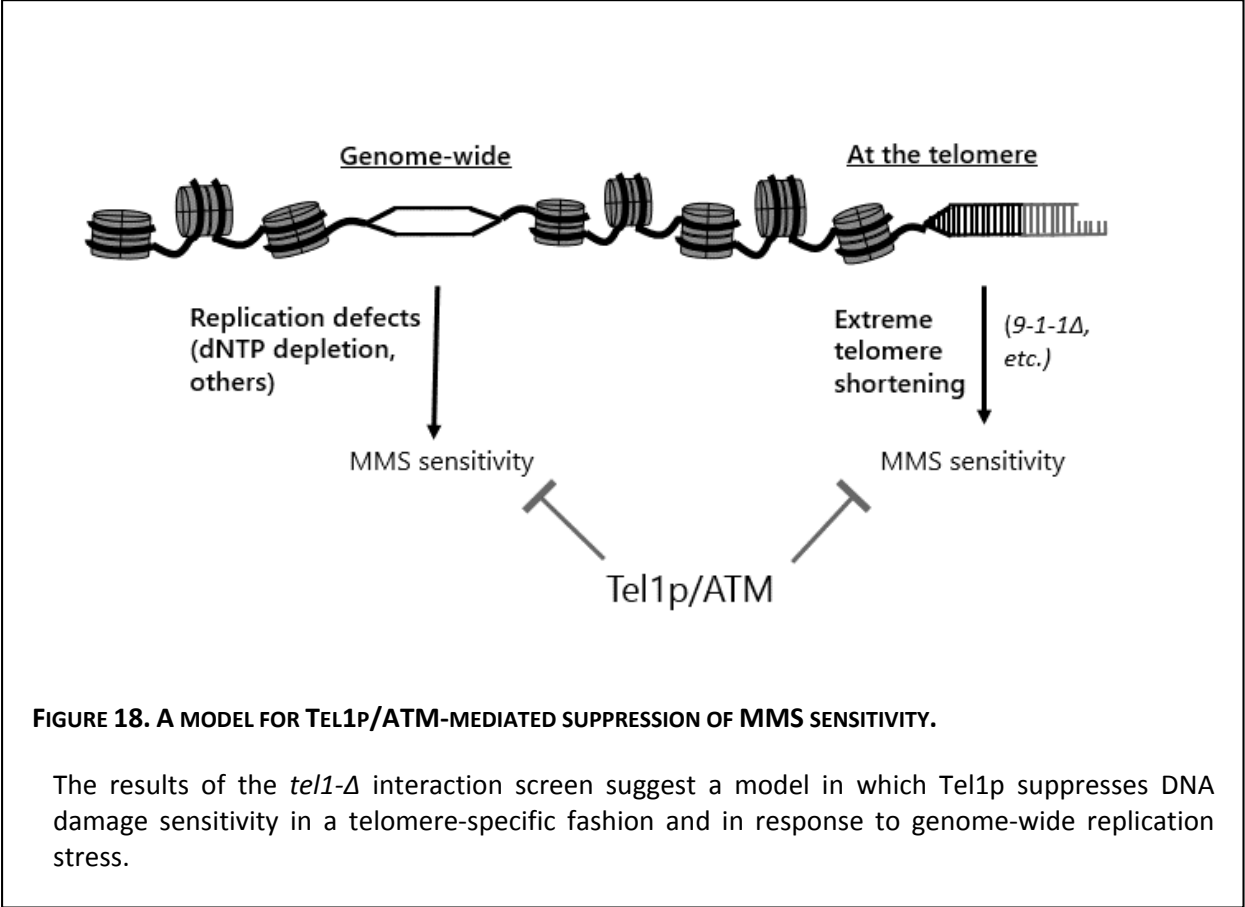 Genome-wide
At the telomere
Replication defects
(dNTP depletion,
others)
Extreme
telomere
shortening
(9-1-1Δ,
etc.)
MMS sensitivity
MMS sensitivity
Tel1p/ATM
FIGURE 18. A MODEL FOR TEL1P/ATM-MEDIATED SUPPRESSION OF MMS SENSITIVITY.
The results of the tel1-Δ interaction screen suggest a model in which Tel1p suppresses DNA
damage sensitivity in a telomere-specific fashion and in response to genome-wide replication
stress.